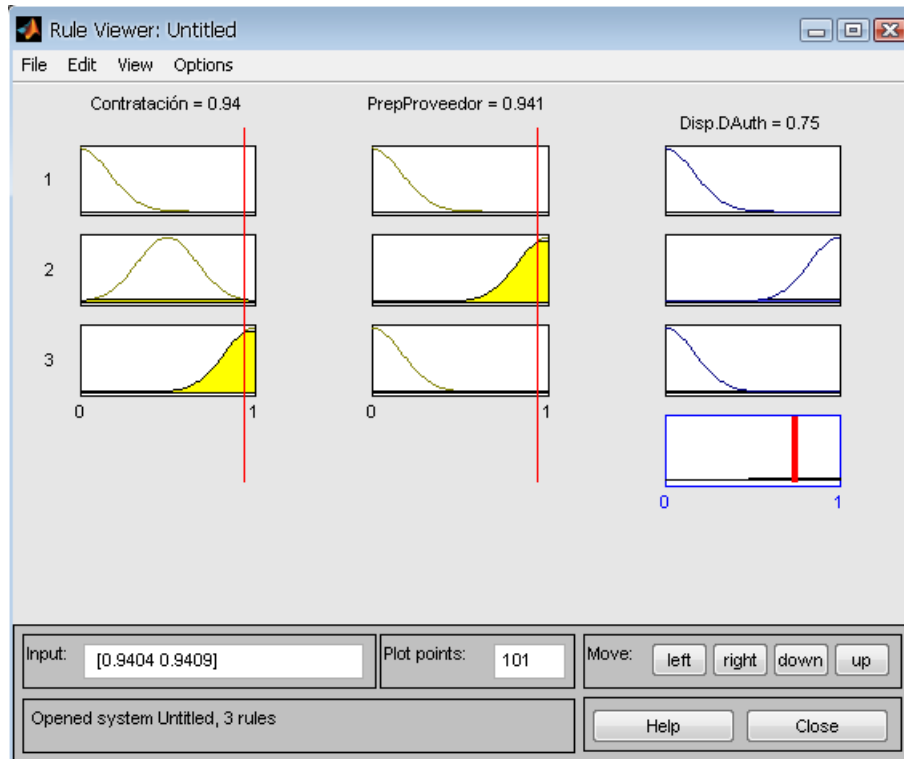 Rule Viewer: Untitled
File Edit View Options
Contratación = 0.94 PrepProveedor = 0.941
Disp.DAuth = 0.75
1
2
3
0 1 0 1
0 1
Input: [0.9404 0.9409] Plot points: 101 Move: left right down up
Opened system Untitled, 3 rules Help Close